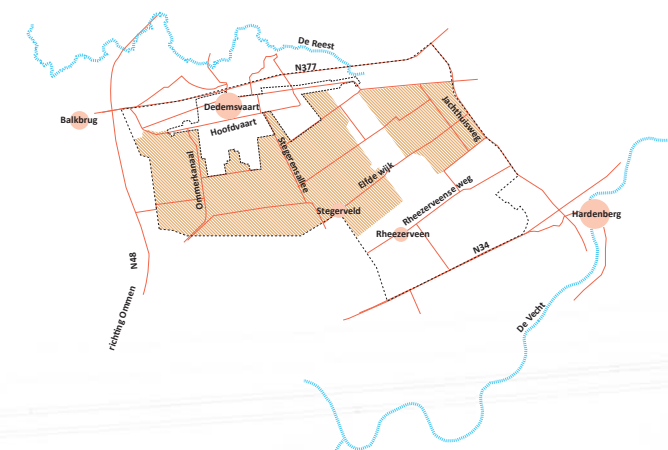 De Reest
N377
Dedemsvaart
Balkbrug
Hoofdvaart
Jachthuisweg
Stegerensallee
Ommerkanaal
Elfde wijk
Rheezerveense weg
Stegerveld
Hardenberg
Rheezerveen
N34
N48
richting Ommen
De Vecht